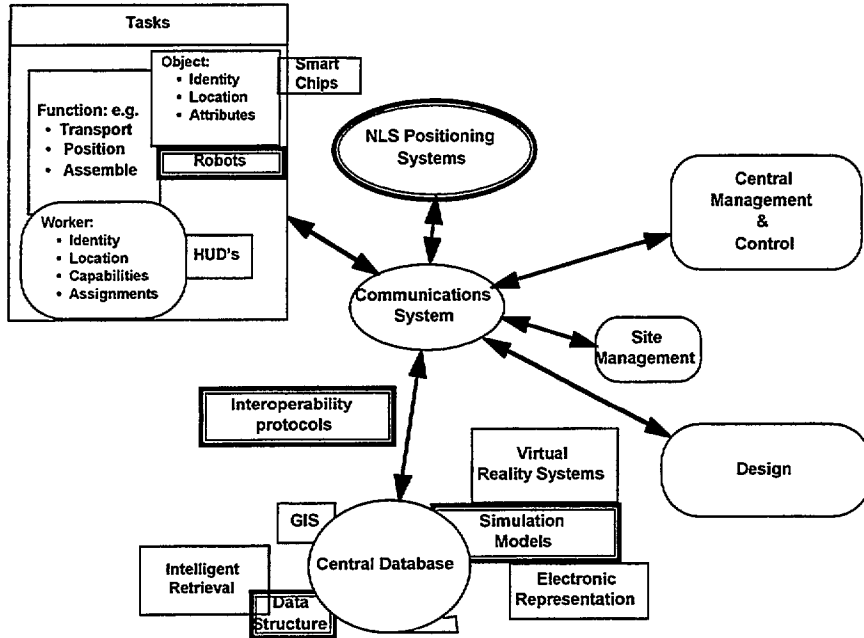 Tasks
Object:
• Identity
• Location
• Attributes
Smart
Chips
Function: e.g.
• Transport
• Position
• Assemble
Robots
Worker:
• Identity
• Location
• Capabilities
• Assignments
HUD's
NLS Positioning
Systems
Central
Management
&
Control
Communications
System
Site
Management
Interoperability
protocols
Design
Virtual
Reality Systems
GIS
Simulation
Models
Central Database
Intelligent
Retrieval
Electronic
Representation
Data
Structure